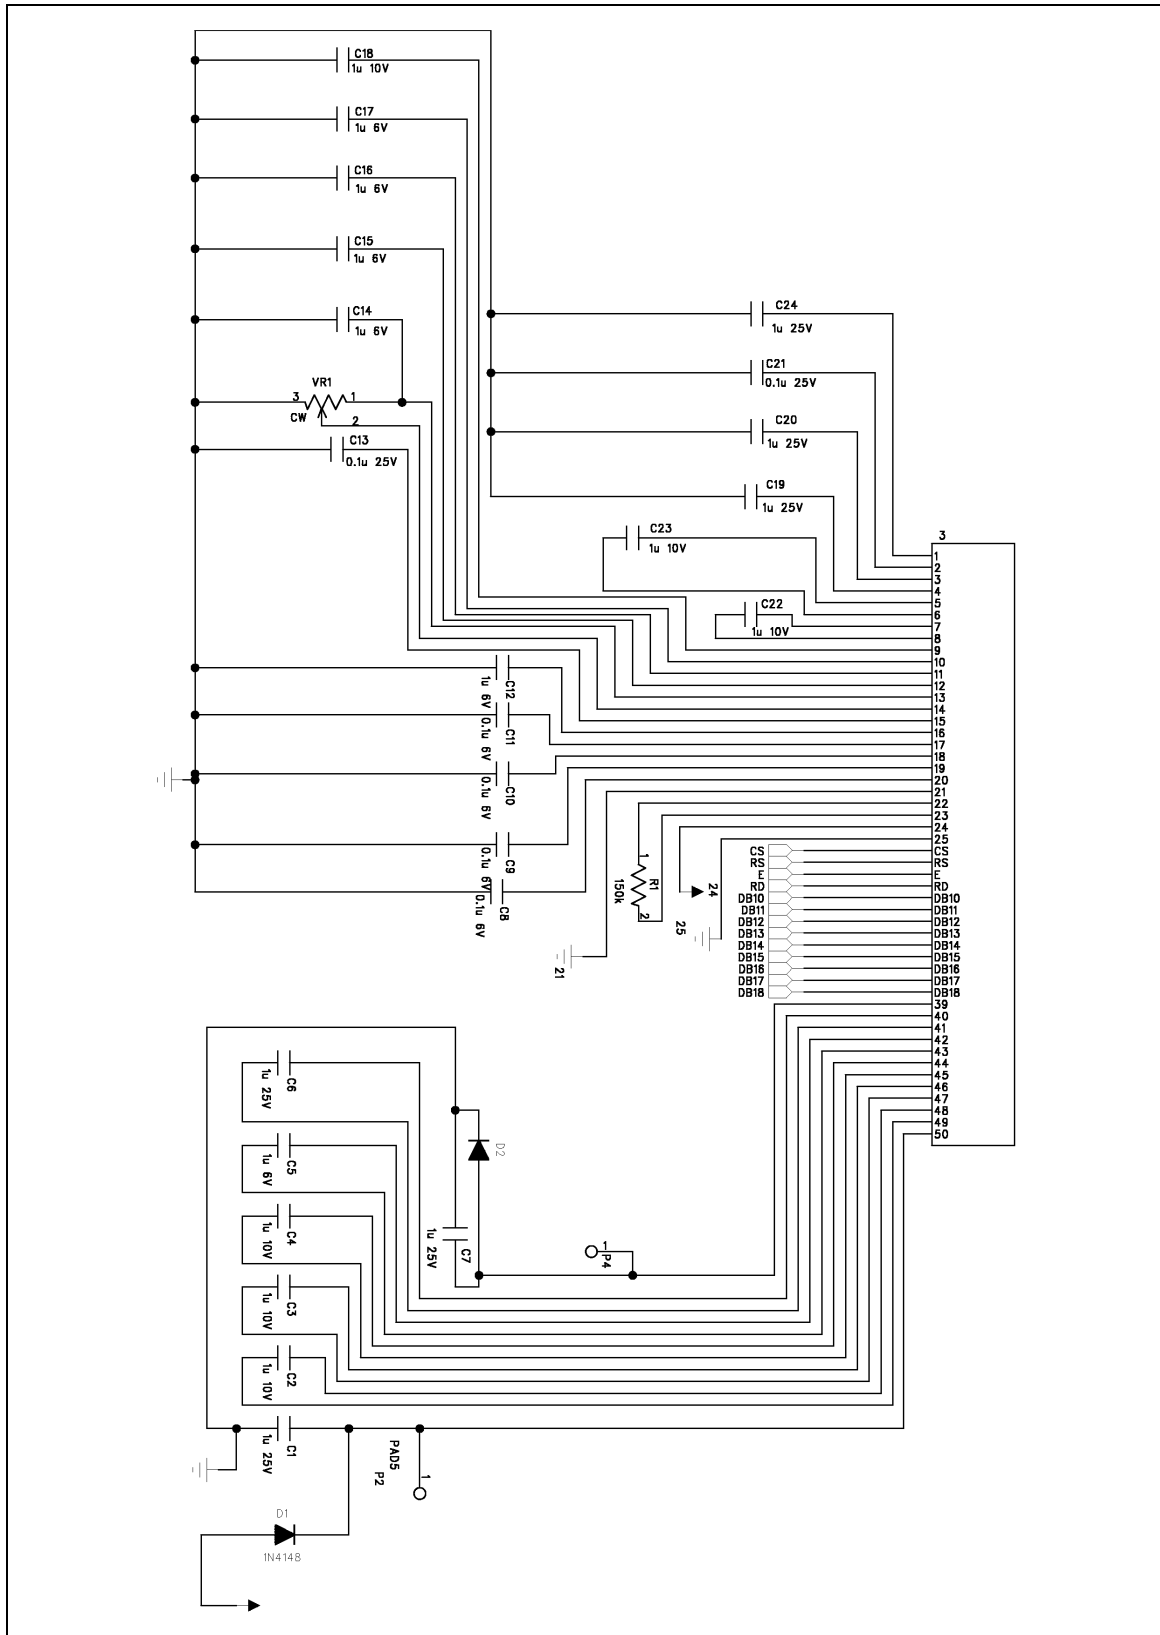 C18
1u 10V
C17
1u 6V
C16
1u 6V
C15
1u 6V
C14
1u 6V
VR1
3
1
CW
2
C13
0.1u 25V
C24
1u 25V
C21
0.1u 25V
C20
1u 25V
C19
1u 25V
C23
1u 10V
C22
1u 10V
C12
1u 6V
C11
0.1u 6V
C10
0.1u 6V
C9
0.1u 6V
C8
0.1u 6V
1
R1
150k
2
24
25
21
3
1
2
3
4
5
6
7
8
9
10
11
12
13
14
15
16
17
18
19
20
21
22
23
24
25
CS CS
RS RS
E E
RD RD
DB10 DB10
DB11 DB11
DB12 DB12
DB13 DB13
DB14 DB14
DB15 DB15
DB16 DB16
DB17 DB17
DB18 DB18
39
40
41
42
43
44
45
46
47
48
49
50
C6
1u 25V
C5
1u 6V
C4
1u 10V
C3
1u 10V
C2
1u 10V
C1
1u 25V
D2
C7
1u 25V
1
P4
PAD5
P2
1
D1
1N4148